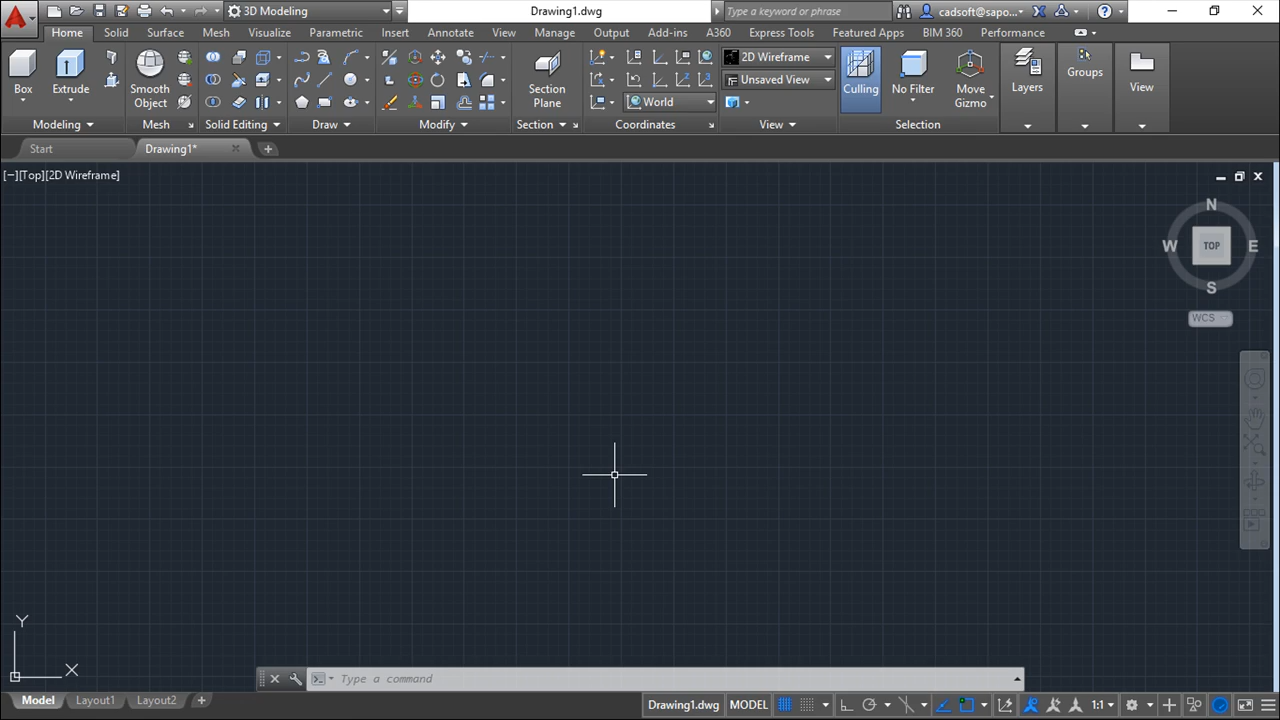 3D Modeling
Drawing1.dwg
Type a keyword or phrase
cadsoft@sapo...
Home Solid Surface Mesh Visualize Parametric Insert Annotate View Manage Output Add-ins A360 Express Tools Featured Apps BIM 360 Performance
Box
Extrude
Smooth
Object
Section
Plane
World
2D Wireframe
Unsaved View
Culling
No Filter
Move
Gizmo
Layers
Groups
View
Modeling Mesh Solid Editing Draw Modify Section Coordinates View Selection
Start Drawing1*
[−][Top][2D Wireframe]
N
W TOP E
S
WCS
Y
X
Type a command
Model Layout1 Layout2
Drawing1.dwg MODEL 1:1